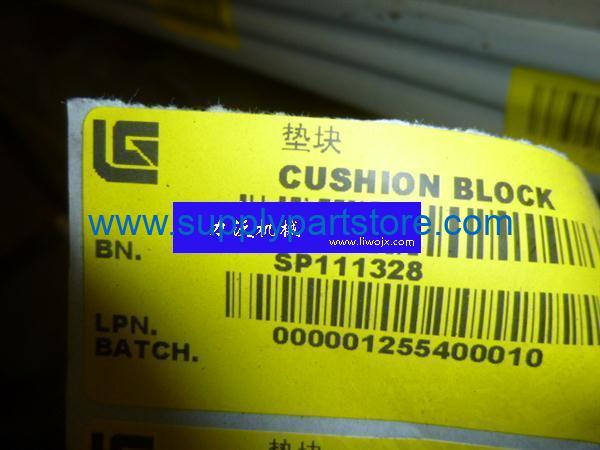 垫块
CUSHION BLOCK
www.supplypartstore.com
力沃机械
www.liwojx.com
BN.
SP111328
LPN.
BATCH.
000001255400010
垫块